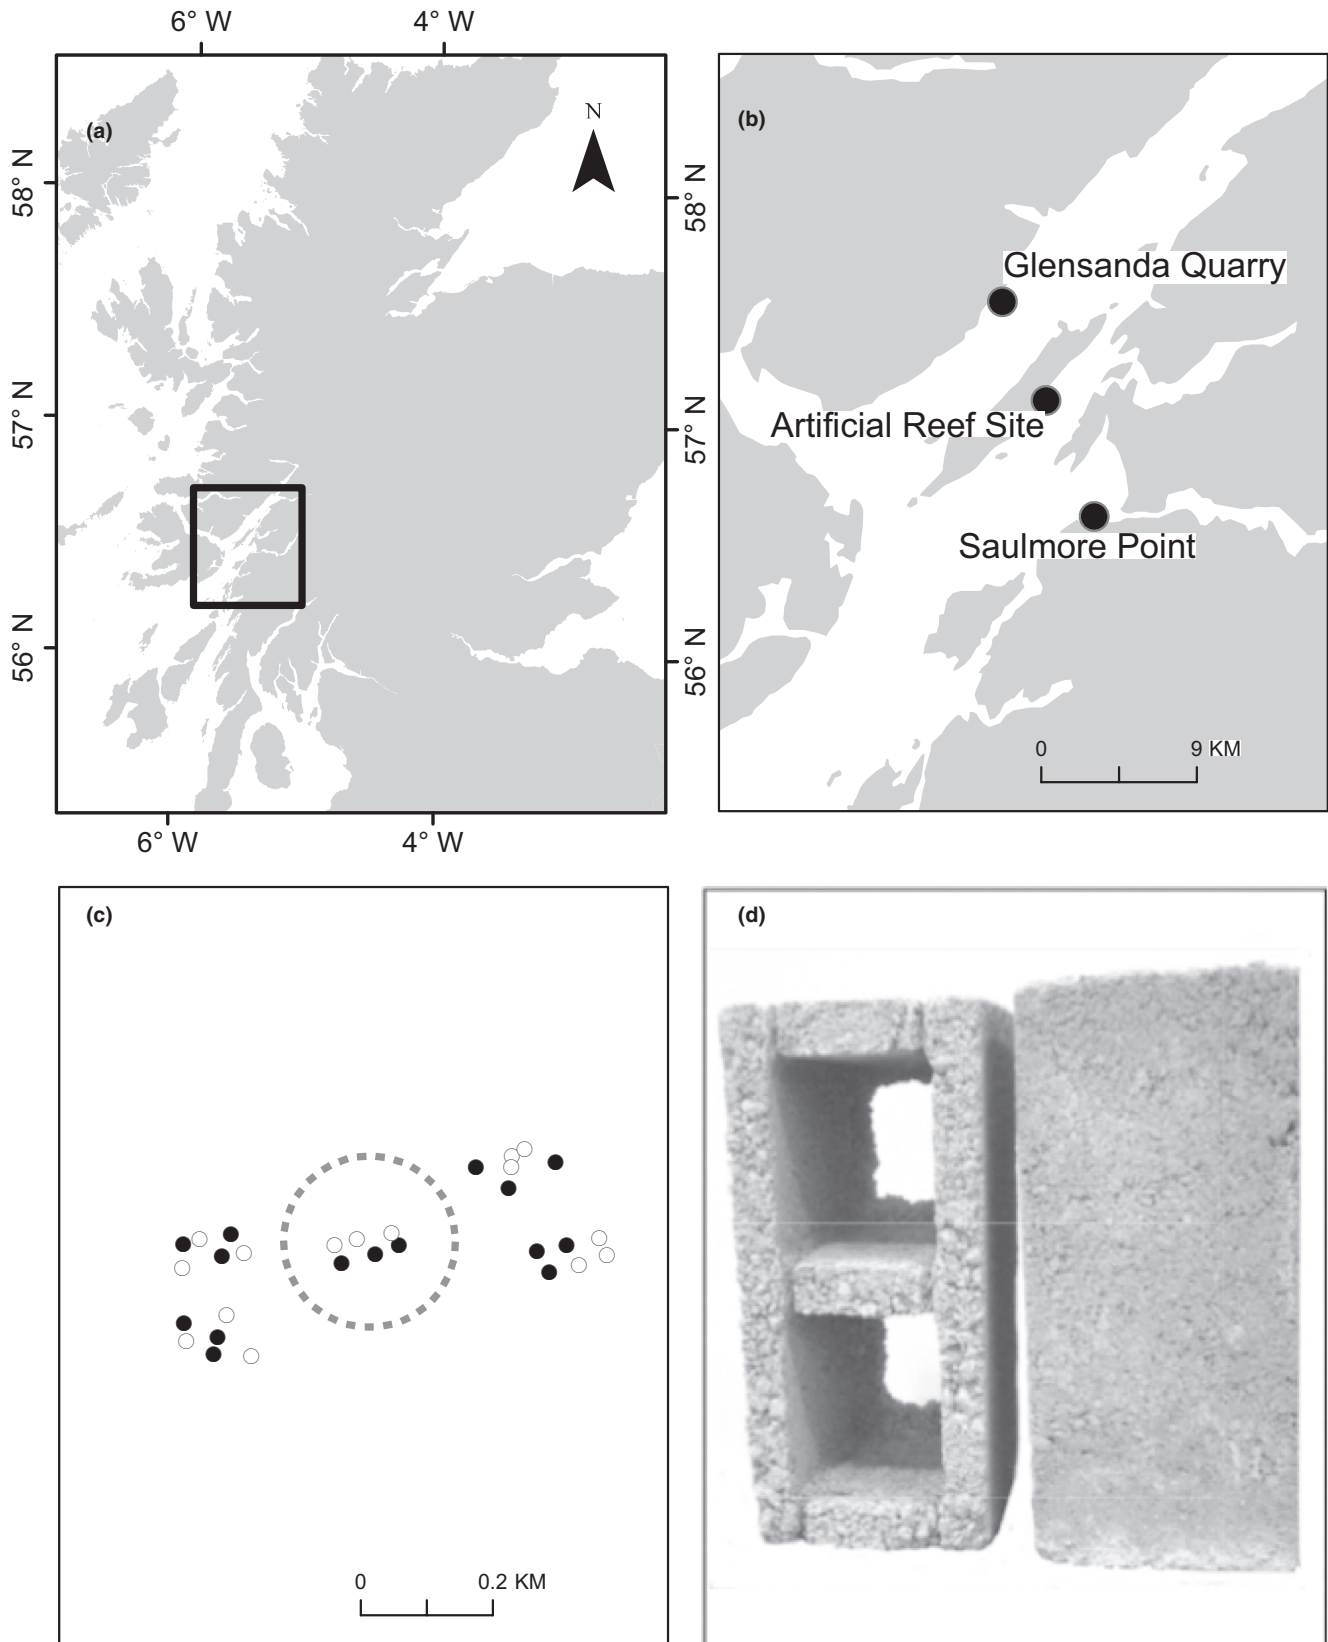 6° W
4° W
(a)
N
58° N
57° N
56° N
58° N
57° N
56° N
6° W
4° W
(b)
Glensanda Quarry
Artificial Reef Site
Saulmore Point
0
9 KM
(c)
0
0.2 KM
(d)